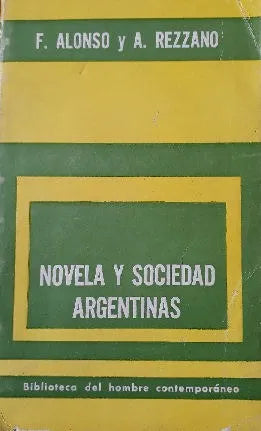 F. ALONSO y A. REZZANO
NOVELA Y SOCIEDAD
ARGENTINAS
Biblioteca del hombre contemporáneo